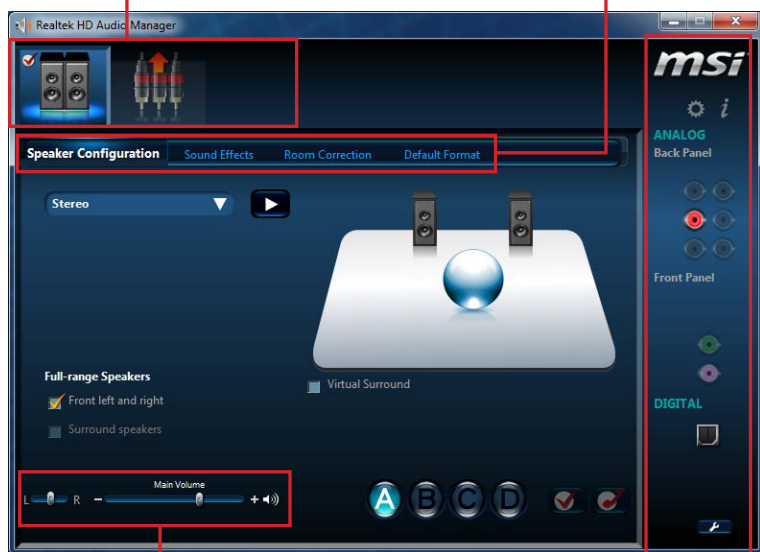 Realtek HD Audio Manager
msi
i
ANALOG
Back Panel
Speaker Configuration
Sound Effects
Room Correction
Default Format
Stereo
Front Panel
Full-range Speakers
Front left and right
Surround speakers
Virtual Surround
DIGITAL
Main Volume
L R - +
A B C D